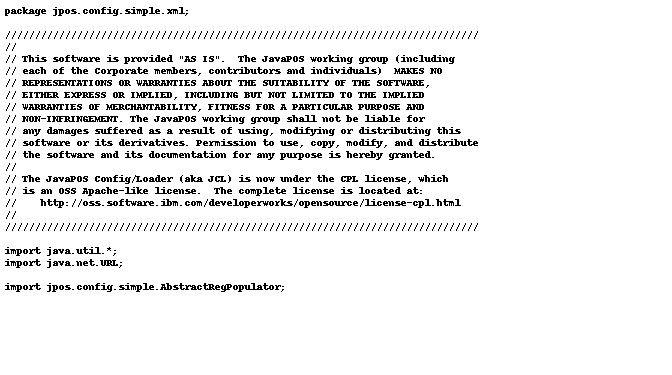 package jpos.config.simple.xml;

///////////////////////////////////////////////////////////////////////////////
//
// This software is provided "AS IS".  The JavaPOS working group (including
// each of the Corporate members, contributors and individuals)  MAKES NO
// REPRESENTATIONS OR WARRANTIES ABOUT THE SUITABILITY OF THE SOFTWARE,
// EITHER EXPRESS OR IMPLIED, INCLUDING BUT NOT LIMITED TO THE IMPLIED
// WARRANTIES OF MERCHANTABILITY, FITNESS FOR A PARTICULAR PURPOSE AND
// NON-INFRINGEMENT. The JavaPOS working group shall not be liable for
// any damages suffered as a result of using, modifying or distributing this
// software or its derivatives. Permission to use, copy, modify, and distribute
// the software and its documentation for any purpose is hereby granted.
//
// The JavaPOS Config/Loader (aka JCL) is now under the CPL license, which
// is an OSS Apache-like license.  The complete license is located at:
//    http://oss.software.ibm.com/developerworks/opensource/license-cpl.html
//
///////////////////////////////////////////////////////////////////////////////

import java.util.*;
import java.net.URL;

import jpos.config.simple.AbstractRegPopulator;